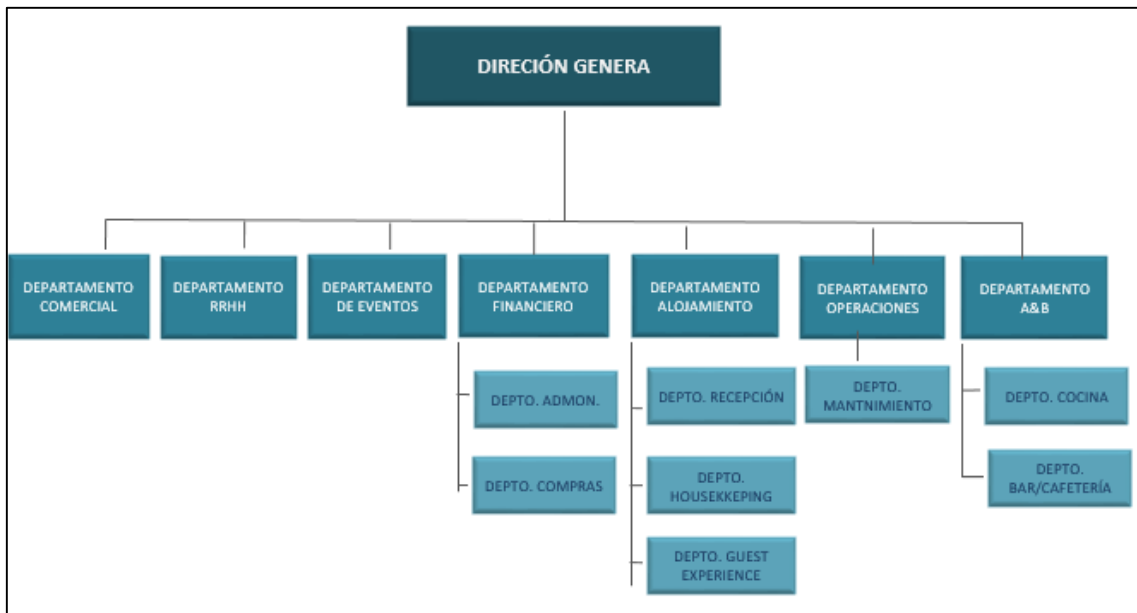 DIRECIÓN GENERA
DEPARTAMENTO
COMERCIAL
DEPARTAMENTO
RRHH
DEPARTAMENTO
DE EVENTOS
DEPARTAMENTO
FINANCIERO
DEPARTAMENTO
ALOJAMIENTO
DEPARTAMENTO
OPERACIONES
DEPARTAMENTO
A&B
DEPTO. ADMON.
DEPTO. COMPRAS
DEPTO. RECEPCIÓN
DEPTO.
HOUSEKKEPING
DEPTO. GUEST
EXPERIENCE
DEPTO.
MANTNIMIENTO
DEPTO. COCINA
DEPTO.
BAR/CAFETERÍA